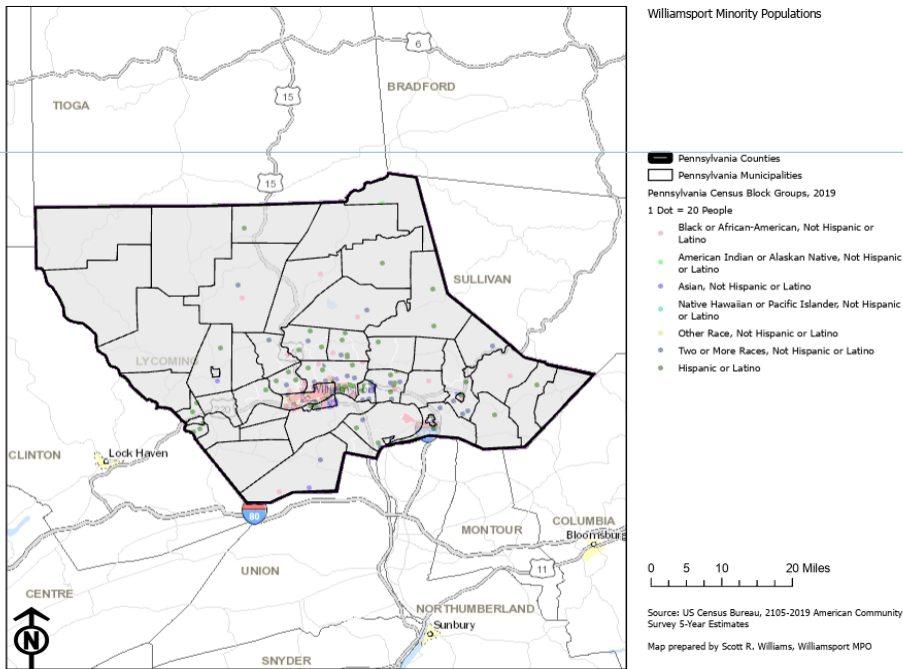 Williamsport Minority Populations
6
15
BRADFORD
TIOGA
15
Pennsylvania Counties
Pennsylvania Municipalities
Pennsylvania Census Block Groups, 2019
1 Dot = 20 People
Black or African-American, Not Hispanic or
Latino
American Indian or Alaskan Native, Not Hispanic
or Latino
Asian, Not Hispanic or Latino
Native Hawaiian or Pacific Islander, Not Hispanic
or Latino
Other Race, Not Hispanic or Latino
Two or More Races, Not Hispanic or Latino
Hispanic or Latino
SULLIVAN
LYCOMING
CLINTON
Lock Haven
80
MONTOUR
COLUMBIA
Bloomsburg
UNION
11
CENTRE
NORTHUMBERLAND
Sunbury
N
SNYDER
0 5 10 20 Miles
Source: US Census Bureau, 2105-2019 American Community
Survey 5-Year Estimates
Map prepared by Scott R. Williams, Williamsport MPO